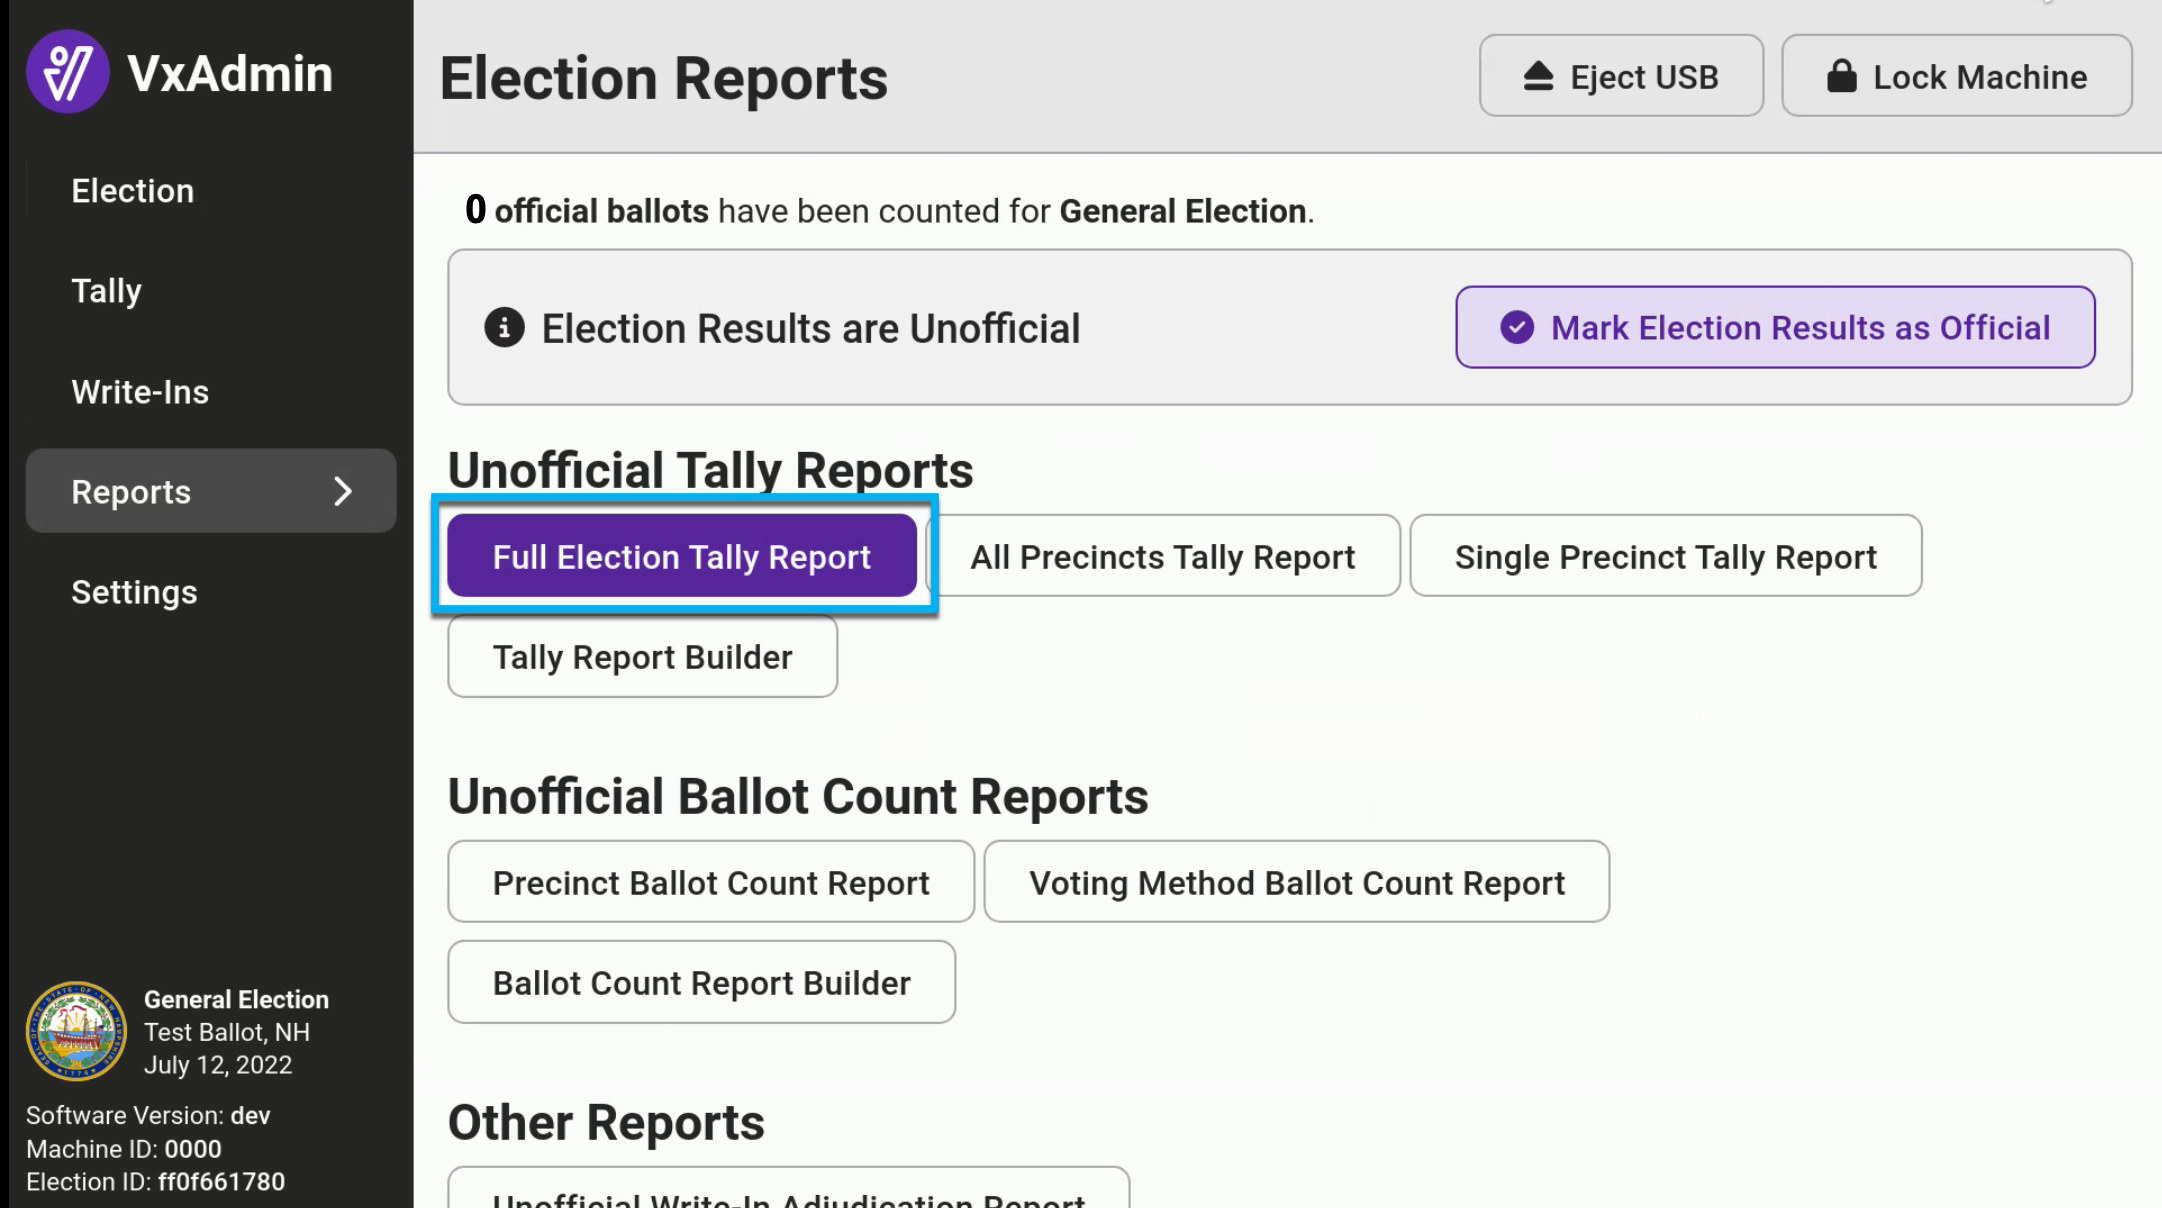 VxAdmin
Election
Tally
Write-Ins
Reports
Settings
General Election
Test Ballot, NH
July 12, 2022
Software Version: dev
Machine ID: 0000
Election ID: ff0f661780
Election Reports
Eject USB
Lock Machine
0 official ballots have been counted for General Election.
Election Results are Unofficial
Mark Election Results as Official
Unofficial Tally Reports
Full Election Tally Report
All Precincts Tally Report
Single Precinct Tally Report
Tally Report Builder
Unofficial Ballot Count Reports
Precinct Ballot Count Report
Voting Method Ballot Count Report
Ballot Count Report Builder
Other Reports
Unofficial Write-In Adjudication Report